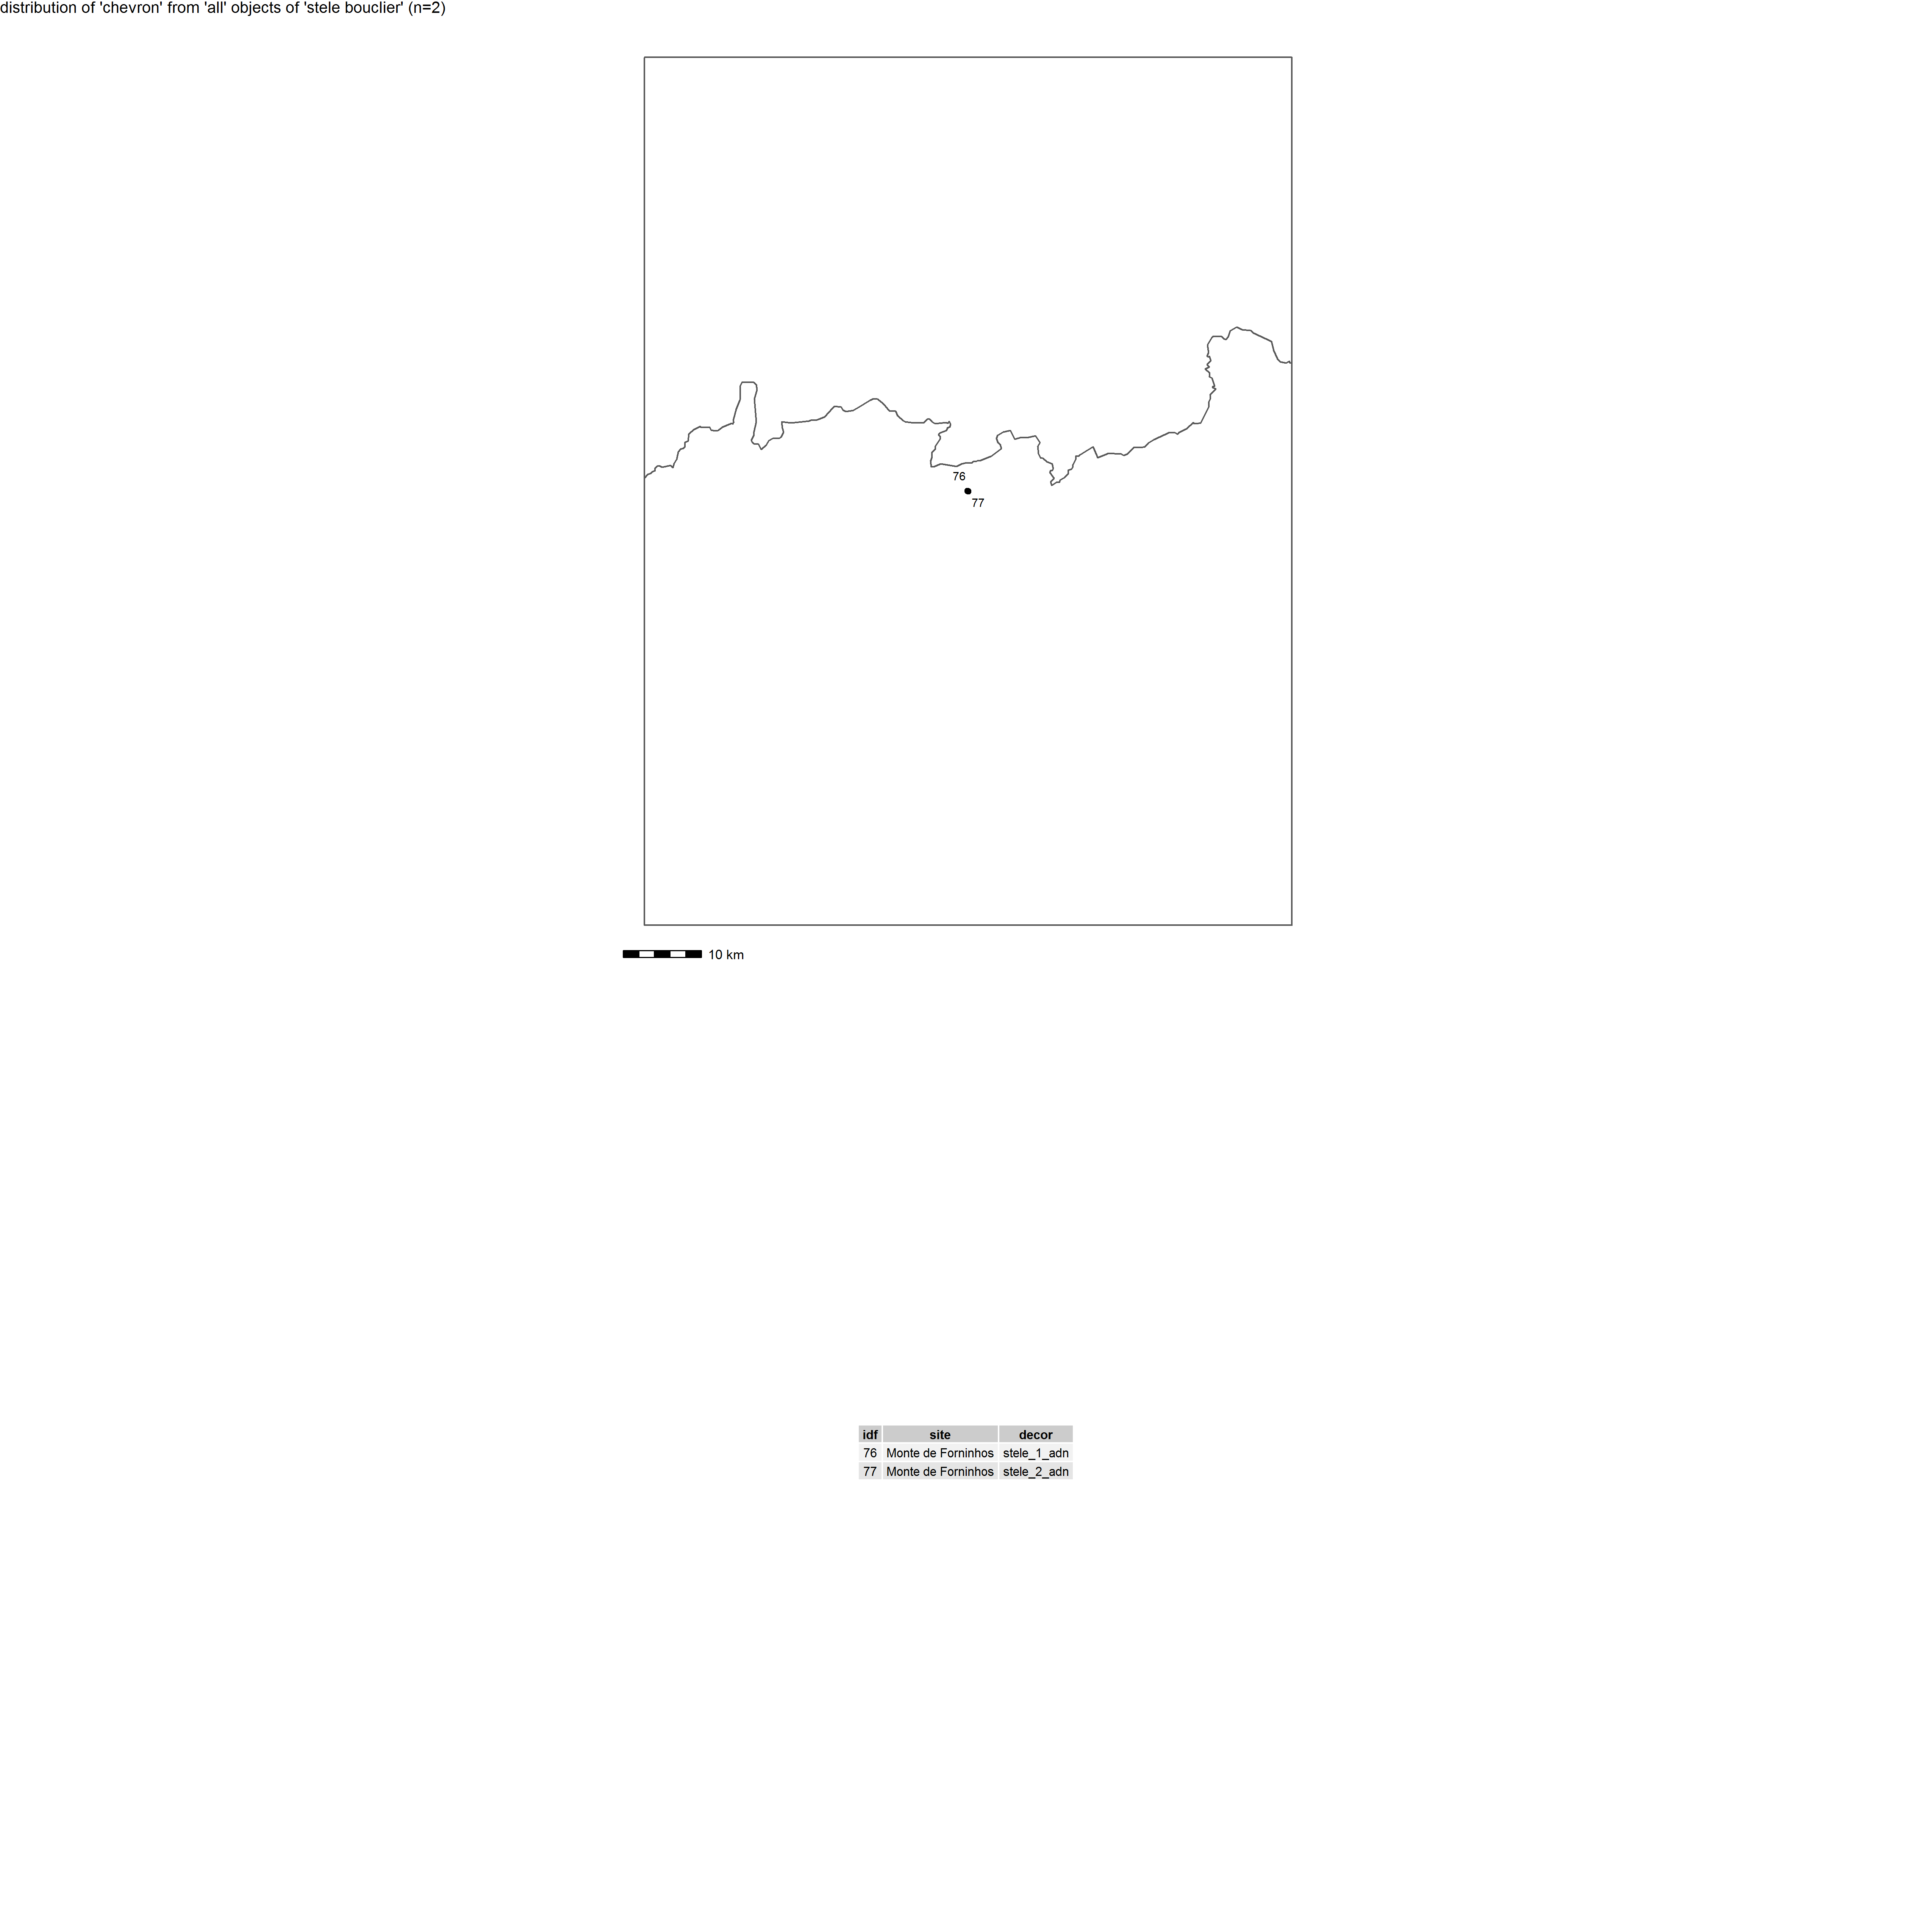 distribution of 'chevron' from 'all' objects of 'stele bouclier' (n=2)
76
77
10 km
idf site decor
76 Monte de Forninhos stele_1_adn
77 Monte de Forninhos stele_2_adn